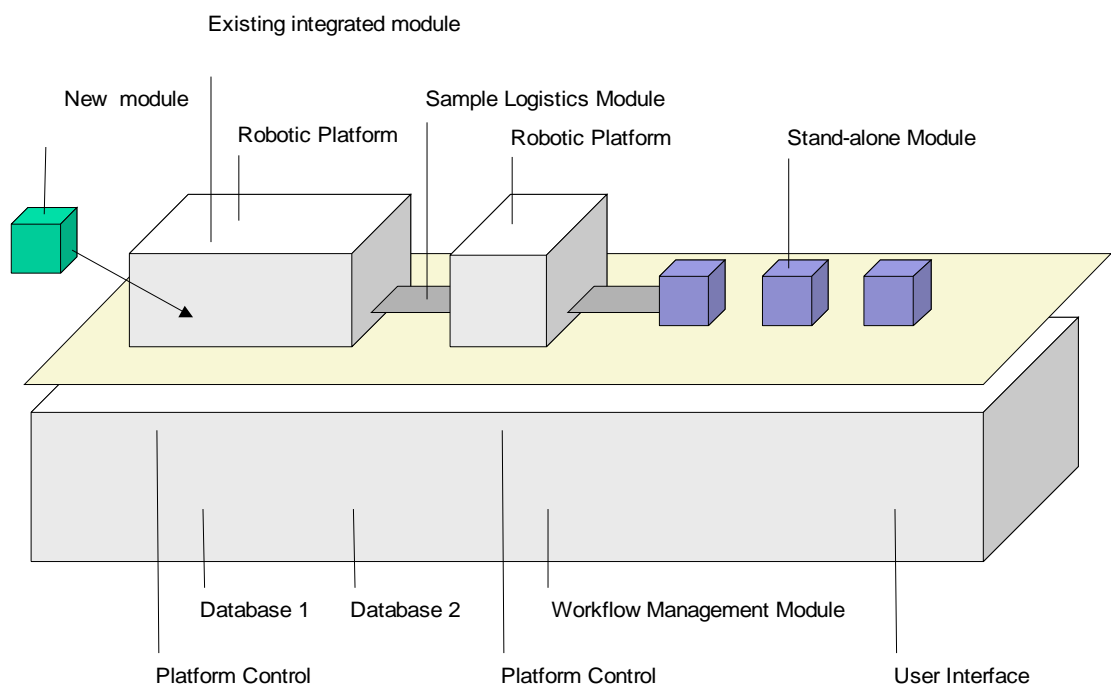 Existing integrated module
New module
Sample Logistics Module
Robotic Platform
Robotic Platform
Stand-alone Module
Database 1
Database 2
Workflow Management Module
Platform Control
Platform Control
User Interface